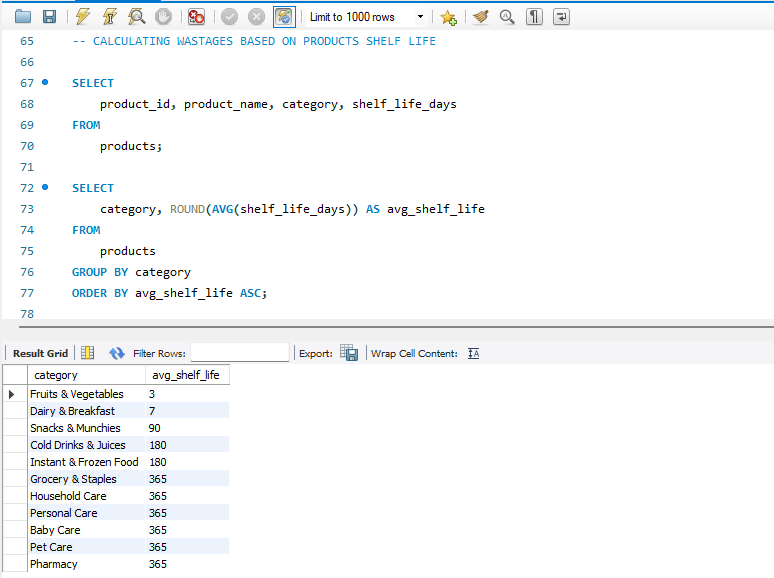 Limit to 1000 rows
65 -- CALCULATING WASTAGES BASED ON PRODUCTS SHELF LIFE
66
67 SELECT
68 product_id, product_name, category, shelf_life_days
69 FROM
70 products;
71
72 SELECT
73 category, ROUND(AVG(shelf_life_days)) AS avg_shelf_life
74 FROM
75 products
76 GROUP BY category
77 ORDER BY avg_shelf_life ASC;
78
Result Grid Filter Rows: Export: Wrap Cell Content: IA
category avg_shelf_life
Fruits & Vegetables 3
Dairy & Breakfast 7
Snacks & Munchies 90
Cold Drinks & Juices 180
Instant & Frozen Food 180
Grocery & Staples 365
Household Care 365
Personal Care 365
Baby Care 365
Pet Care 365
Pharmacy 365